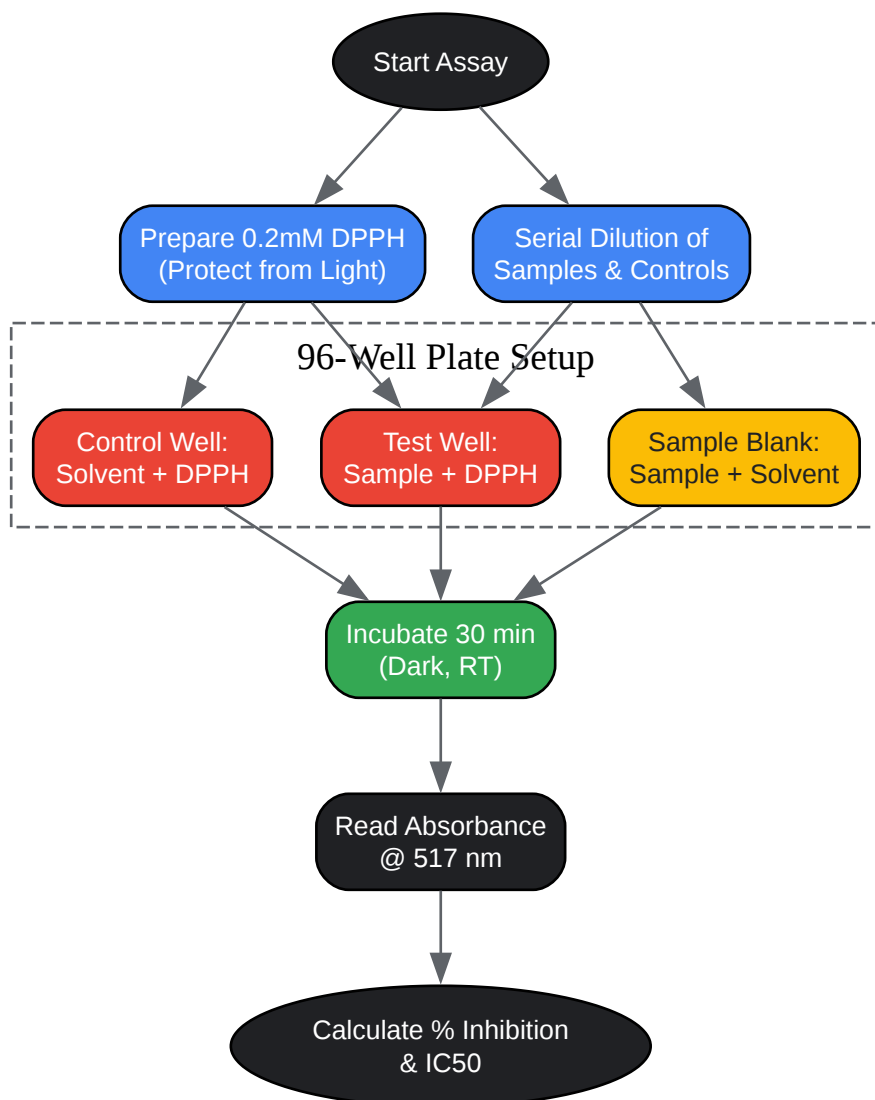 Start Assay
Prepare 0.2mM DPPH
(Protect from Light)
Serial Dilution of
Samples & Controls
96-Well Plate Setup
Control Well:
Solvent + DPPH
Test Well:
Sample + DPPH
Sample Blank:
Sample + Solvent
Incubate 30 min
(Dark, RT)
Read Absorbance
@ 517 nm
Calculate % Inhibition
& IC50